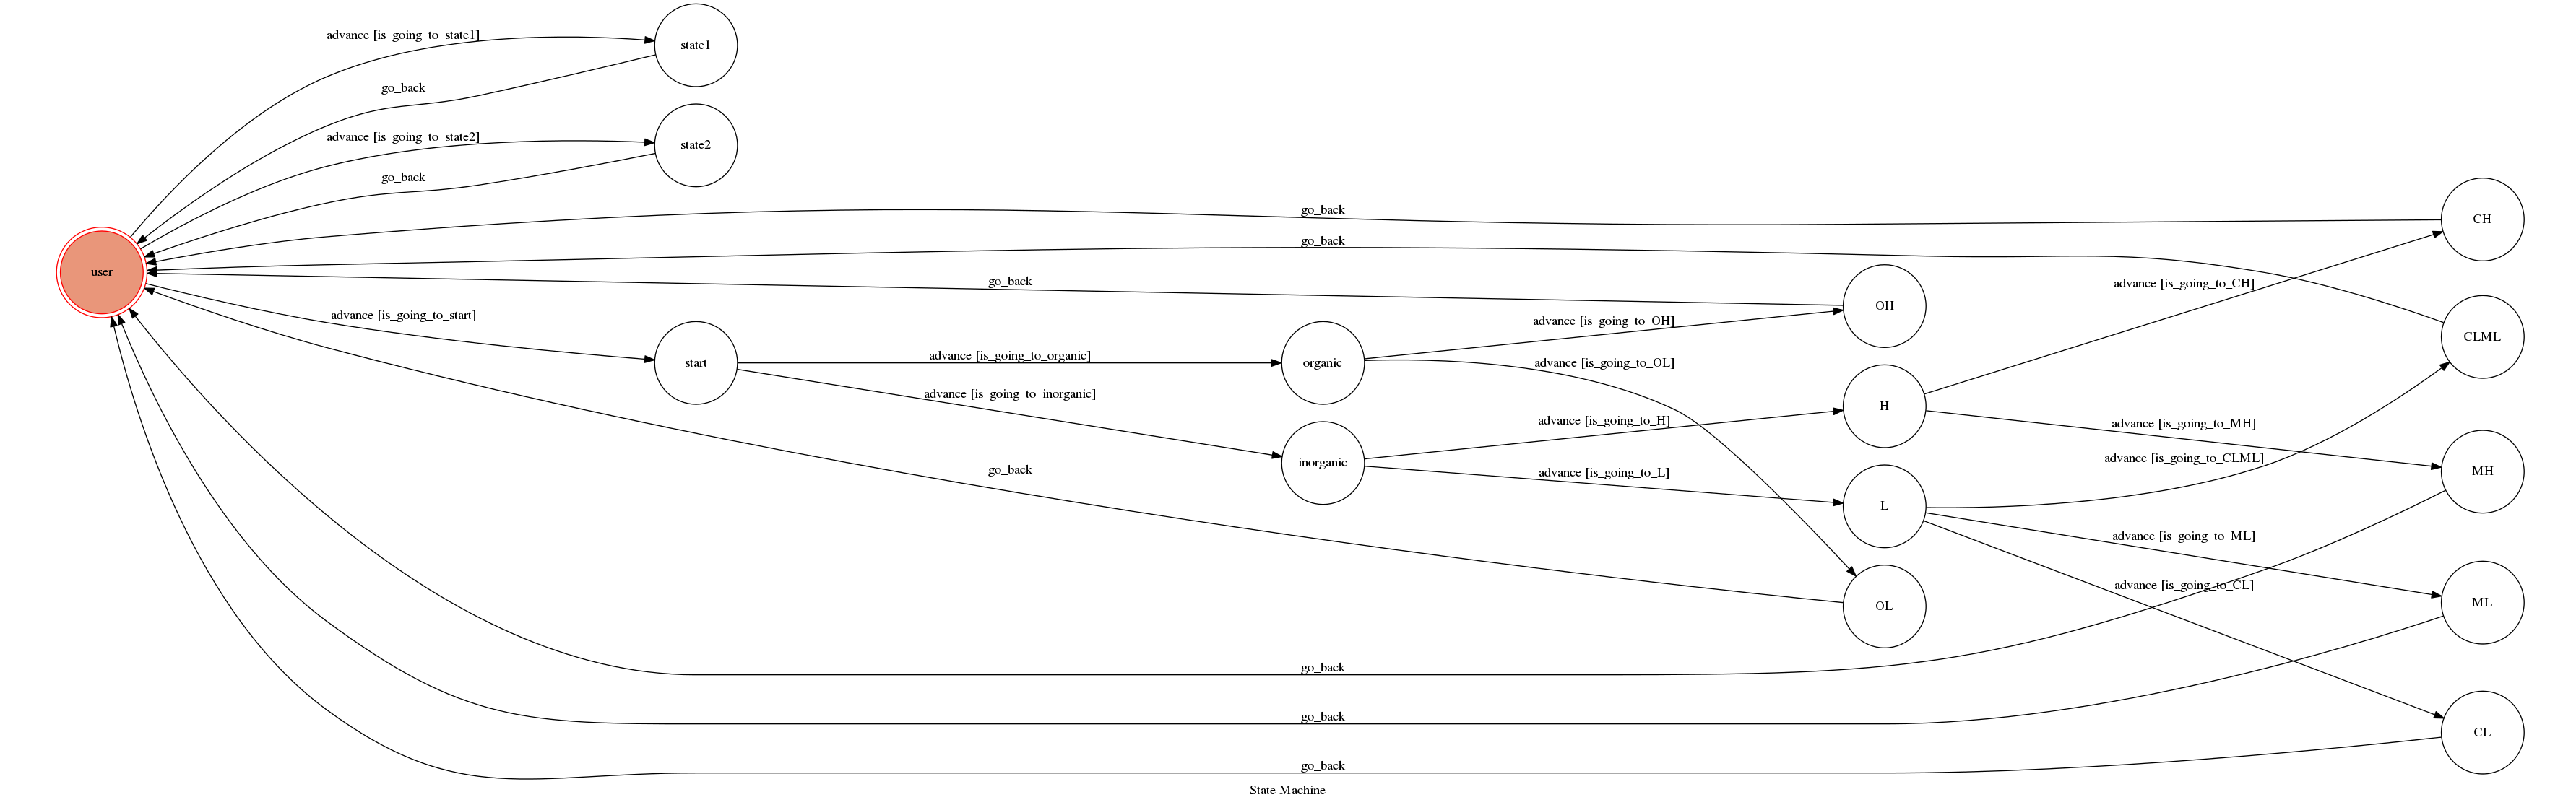 advance [is_going_to_state1]
state1
go_back
advance [is_going_to_state2]
state2
go_back
go_back
CH
go_back
user
go_back
advance [is_going_to_CH]
OH
advance [is_going_to_start]
advance [is_going_to_OH]
CLML
advance [is_going_to_organic]
start
organic
advance [is_going_to_OL]
advance [is_going_to_inorganic]
H
advance [is_going_to_H]
advance [is_going_to_MH]
inorganic
advance [is_going_to_CLML]
go_back
advance [is_going_to_L]
MH
L
advance [is_going_to_ML]
advance [is_going_to_CL]
OL
ML
go_back
go_back
CL
go_back
State Machine